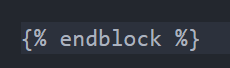 {% endblock %}